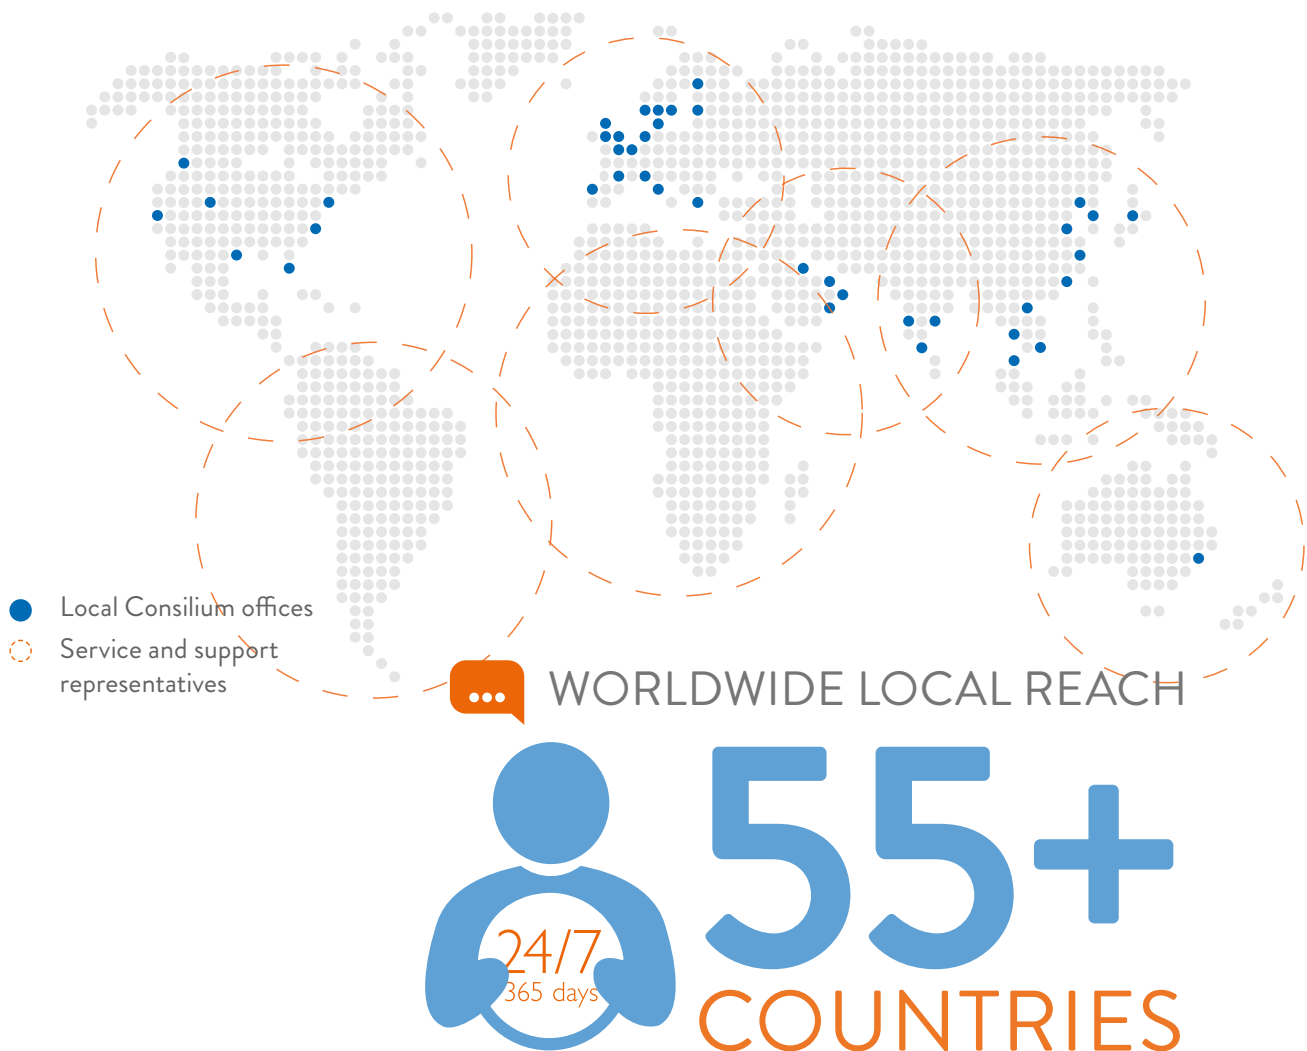 Local Consilium offices
Service and support
representatives
WORLDWIDE LOCAL REACH
55+
24/7
365 days
COUNTRIES